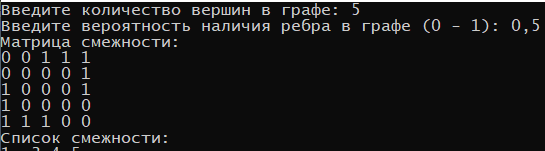 Введите количество вершин в графе: 5
Введите вероятность наличия ребра в графе (0 - 1): 0,5
Матрица смежности:
0 0 1 1 1
0 0 0 0 1
1 0 0 0 1
1 0 0 0 0
1 1 1 0 0
Список смежности: